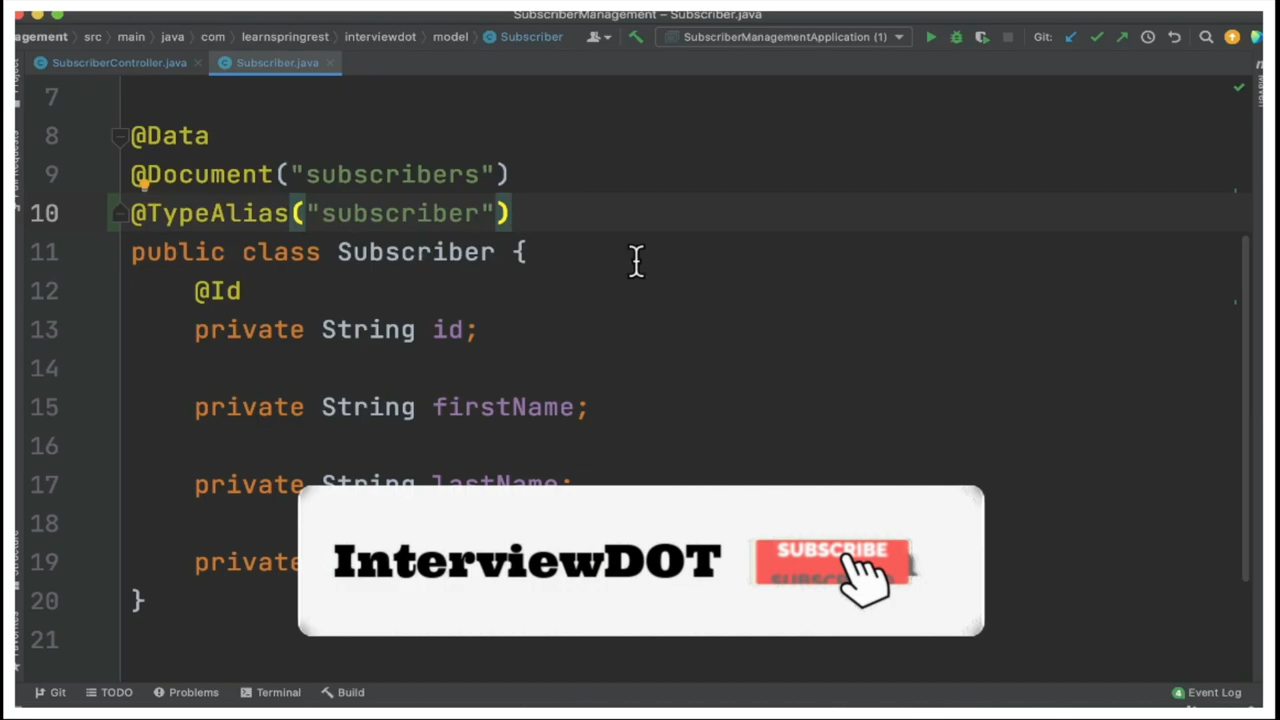 SubscriberManagement – Subscriber.java
agement src main java com learnspringrest interviewdot model Subscriber SubscriberManagementApplication (1) Git:
SubscriberController.java Subscriber.java
7
8 @Data
9 @Document("subscribers")
10 @TypeAlias("subscriber")
11 public class Subscriber {
12 @Id
13 private String id;
14
15 private String firstName;
16
17 private String lastName;
18
19 private
20 }
21
InterviewDOT SUBSCRIBE
Git TODO Problems Terminal Build 4 Event Log